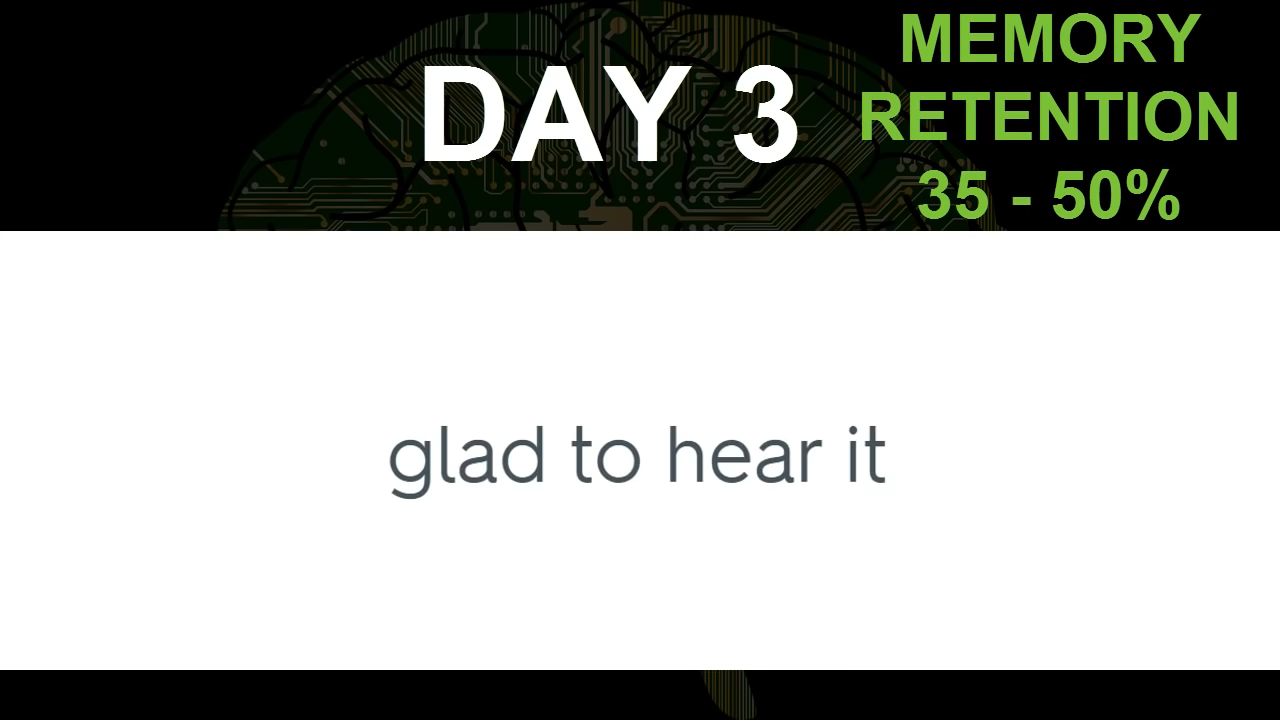 DAY 3
MEMORY
RETENTION
35 - 50%
glad to hear it